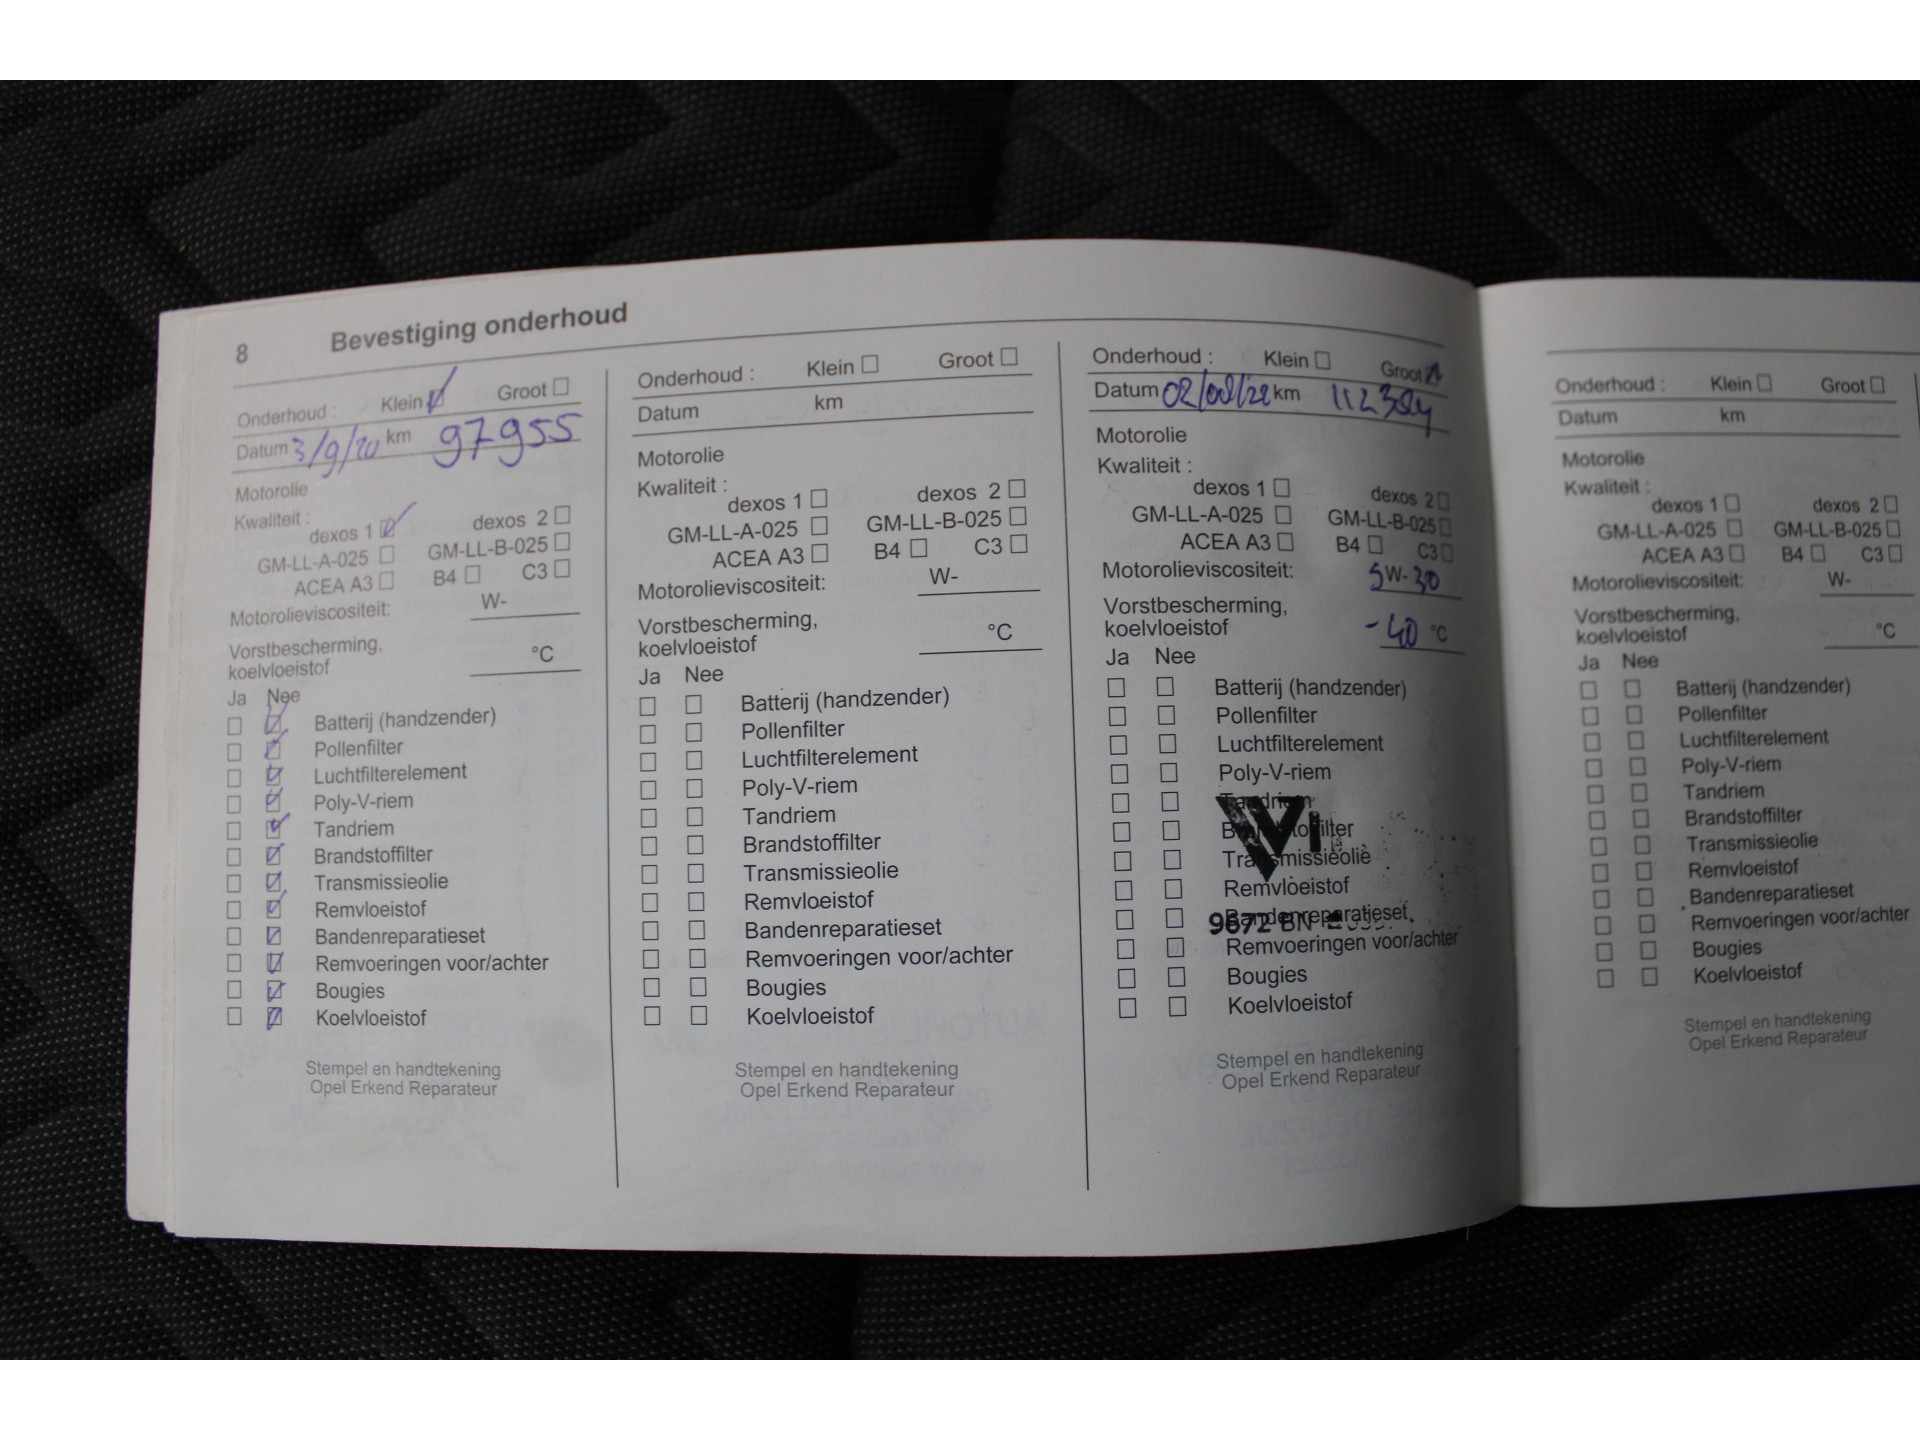 8 Bevestiging onderhoud
Onderhoud : Klein Groot
Datum 3/9/20 km 97955
Motorolie
Kwaliteit :
dexos 1 dexos 2
GM-LL-A-025 GM-LL-B-025
ACEA A3 B4 C3
Motorolieviscositeit: W-
Vorstbescherming,
koelvloeistof °C
Ja Nee
Batterij (handzender)
Pollenfilter
Luchtfilterelement
Poly-V-riem
Tandriem
Brandstoffilter
Transmissieolie
Remvloeistof
Bandenreparatieset
Remvoeringen voor/achter
Bougies
Koelvloeistof
Stempel en handtekening
Opel Erkend Reparateur
Onderhoud : Klein Groot
Datum km
Motorolie
Kwaliteit :
dexos 1 dexos 2
GM-LL-A-025 GM-LL-B-025
ACEA A3 B4 C3
Motorolieviscositeit: W-
Vorstbescherming,
koelvloeistof °C
Ja Nee
Batterij (handzender)
Pollenfilter
Luchtfilterelement
Poly-V-riem
Tandriem
Brandstoffilter
Transmissieolie
Remvloeistof
Bandenreparatieset
Remvoeringen voor/achter
Bougies
Koelvloeistof
Stempel en handtekening
Opel Erkend Reparateur
Onderhoud : Klein Groot
Datum km
Motorolie
Kwaliteit :
dexos 1 dexos 2
GM-LL-A-025 GM-LL-B-025
ACEA A3 B4 C3
Motorolieviscositeit: 5W-30
Vorstbescherming,
koelvloeistof -40 °C
Ja Nee
Batterij (handzender)
Pollenfilter
Luchtfilterelement
Poly-V-riem
Tandriem
Brandstoffilter
Transmissieolie
Remvloeistof
Bandenreparatieset
9672 BN
Remvoeringen voor/achter
Bougies
Koelvloeistof
Stempel en handtekening
Opel Erkend Reparateur
Onderhoud : Klein Groot
Datum km
Motorolie
Kwaliteit :
dexos 1 dexos 2
GM-LL-A-025 GM-LL-B-025
ACEA A3 B4 C3
Motorolieviscositeit: W-
Vorstbescherming,
koelvloeistof °C
Ja Nee
Batterij (handzender)
Pollenfilter
Luchtfilterelement
Poly-V-riem
Tandriem
Brandstoffilter
Transmissieolie
Remvloeistof
Bandenreparatieset
Remvoeringen voor/achter
Bougies
Koelvloeistof
Stempel en handtekening
Opel Erkend Reparateur